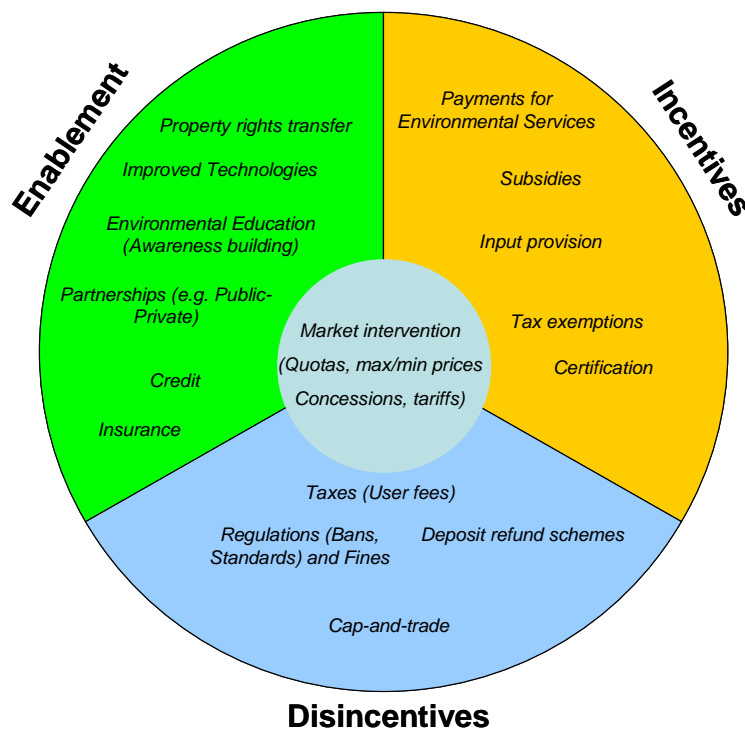 Enablement
Property rights transfer
Improved Technologies
Environmental Education
(Awareness building)
Partnerships (e.g. Public-
Private)
Credit
Insurance
Incentives
Payments for
Environmental Services
Subsidies
Input provision
Tax exemptions
Certification
Market intervention
(Quotas, max/min prices
Concessions, tariffs)
Taxes (User fees)
Regulations (Bans,
Standards) and Fines
Deposit refund schemes
Cap-and-trade
Disincentives